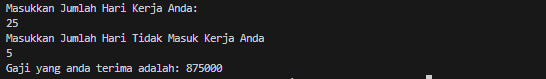 Masukkan Jumlah Hari Kerja Anda:
25
Masukkan Jumlah Hari Tidak Masuk Kerja Anda
5
Gaji yang anda terima adalah: 875000